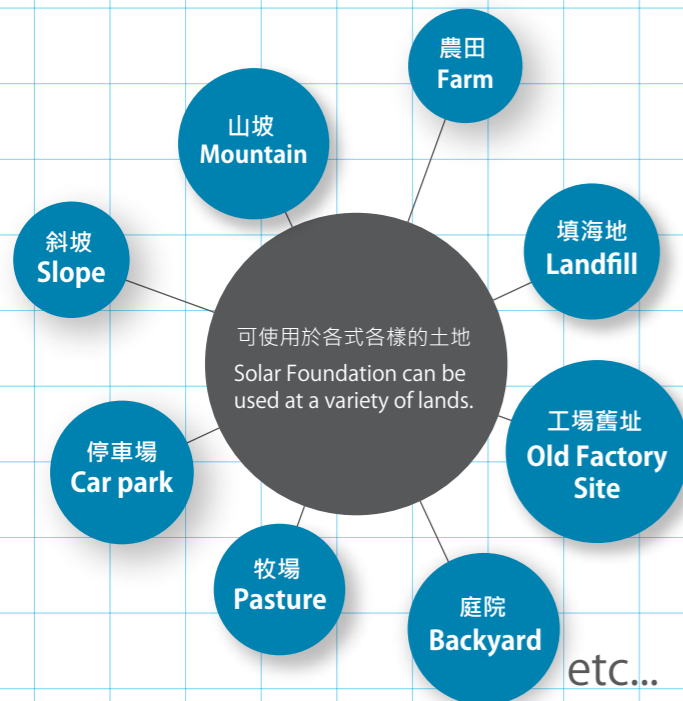 農田
Farm
山坡
Mountain
填海地
Landfill
斜坡
Slope
可使用於各式各樣的土地
Solar Foundation can be
used at a variety of lands.
工場舊址
Old Factory
Site
停車場
Car park
牧場
Pasture
庭院
Backyard
etc...